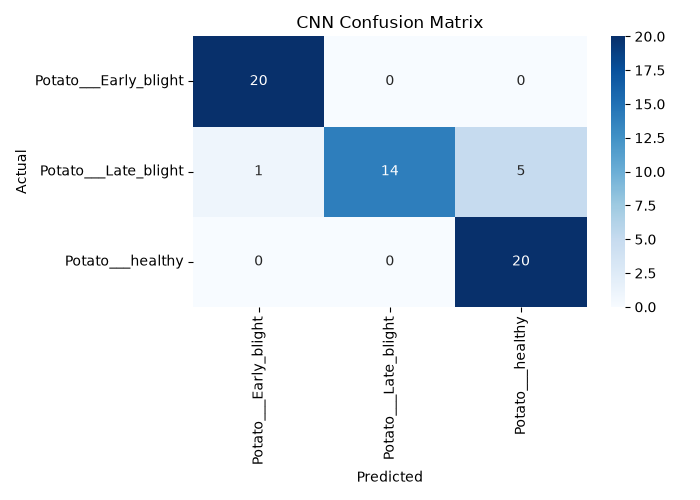 CNN Confusion Matrix
Actual
Potato___Early_blight
20 0 0
Potato___Late_blight
1 14 5
Potato___healthy
0 0 20
Potato___Early_blight
Potato___Late_blight
Potato___healthy
Predicted
20.0
17.5
15.0
12.5
10.0
7.5
5.0
2.5
0.0